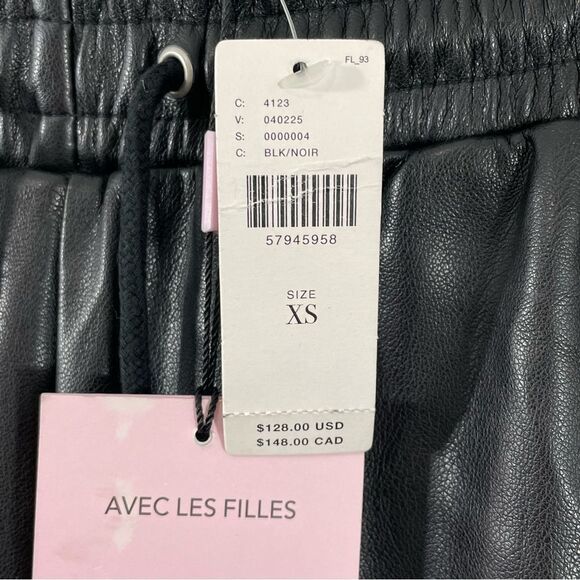 FL_93
C: 4123
V: 040225
S: 0000004
C: BLK/NOIR
57945958
SIZE
XS
$128.00 USD
$148.00 CAD
AVEC LES FILLES